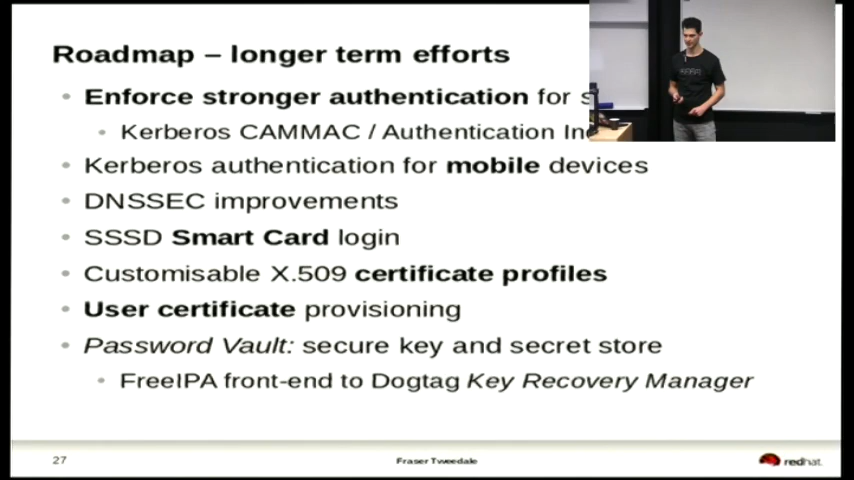 Roadmap – longer term efforts
Enforce stronger authentication for s
Kerberos CAMMAC / Authentication In
Kerberos authentication for mobile devices
DNSSEC improvements
SSSD Smart Card login
Customisable X.509 certificate profiles
User certificate provisioning
Password Vault: secure key and secret store
FreeIPA front-end to Dogtag Key Recovery Manager
27
Fraser Tweedale
redhat.